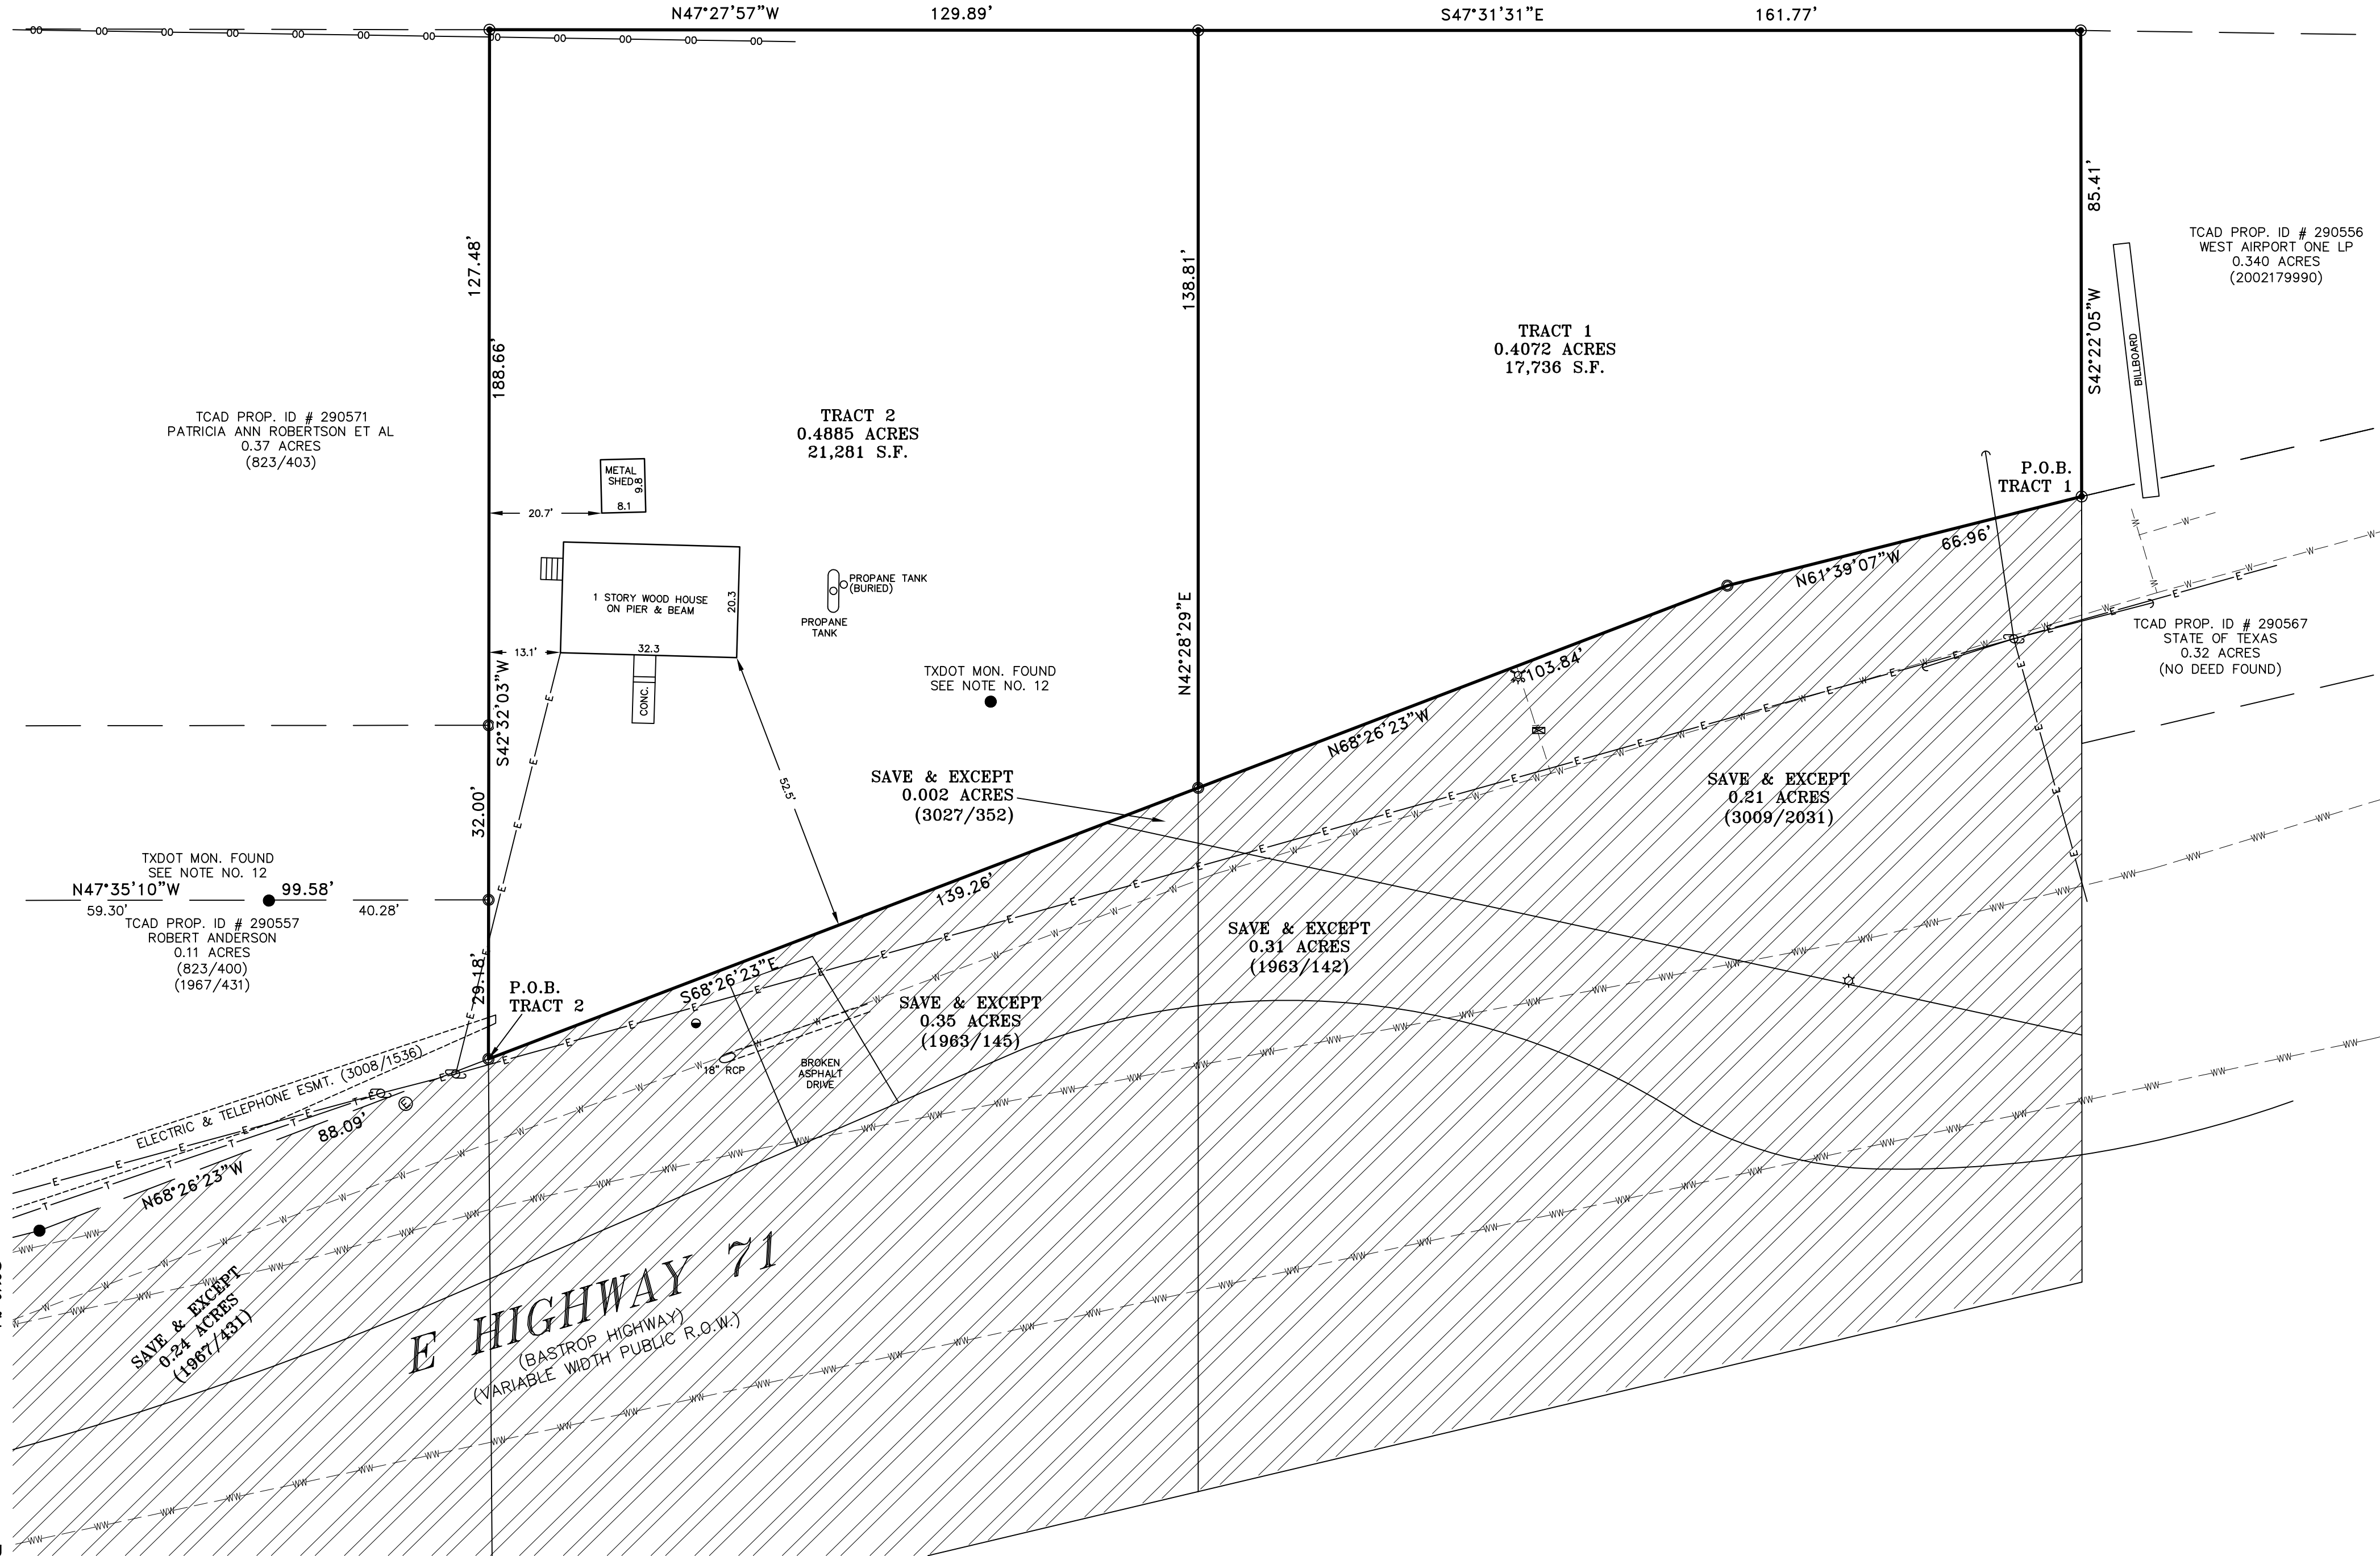 N47°27'57"W 129.89'
S47°31'31"E 161.77'
127.48'
188.66'
S42°32'03"W
32.00'
29.18'
138.81'
N42°28'29"E
85.41'
S42°22'05"W
TCAD PROP. ID # 290556
WEST AIRPORT ONE LP
0.340 ACRES
(2002179990)
BILLBOARD
TRACT 1
0.4072 ACRES
17,736 S.F.
TRACT 2
0.4885 ACRES
21,281 S.F.
TCAD PROP. ID # 290571
PATRICIA ANN ROBERTSON ET AL
0.37 ACRES
(823/403)
METAL
SHED
9.8
8.1
20.7'
P.O.B.
TRACT 1
1 STORY WOOD HOUSE
ON PIER & BEAM
20.3
32.3
13.1'
CONC.
PROPANE TANK
(BURIED)
PROPANE
TANK
52.5'
TXDOT MON. FOUND
SEE NOTE NO. 12
66.96'
N61°39'07"W
103.84'
N68°26'23"W
TCAD PROP. ID # 290567
STATE OF TEXAS
0.32 ACRES
(NO DEED FOUND)
SAVE & EXCEPT
0.002 ACRES
(3027/352)
SAVE & EXCEPT
0.21 ACRES
(3009/2031)
TXDOT MON. FOUND
SEE NOTE NO. 12
N47°35'10"W 99.58'
59.30' 40.28'
TCAD PROP. ID # 290557
ROBERT ANDERSON
0.11 ACRES
(823/400)
(1967/431)
139.26'
S68°26'23"E
SAVE & EXCEPT
0.31 ACRES
(1963/142)
P.O.B.
TRACT 2
SAVE & EXCEPT
0.35 ACRES
(1963/145)
18" RCP
BROKEN
ASPHALT
DRIVE
ELECTRIC & TELEPHONE ESMT. (3008/1536)
88.09'
N68°26'23"W
SAVE & EXCEPT
0.24 ACRES
(1967/431)
E HIGHWAY 71
(BASTROP HIGHWAY)
(VARIABLE WIDTH PUBLIC R.O.W.)